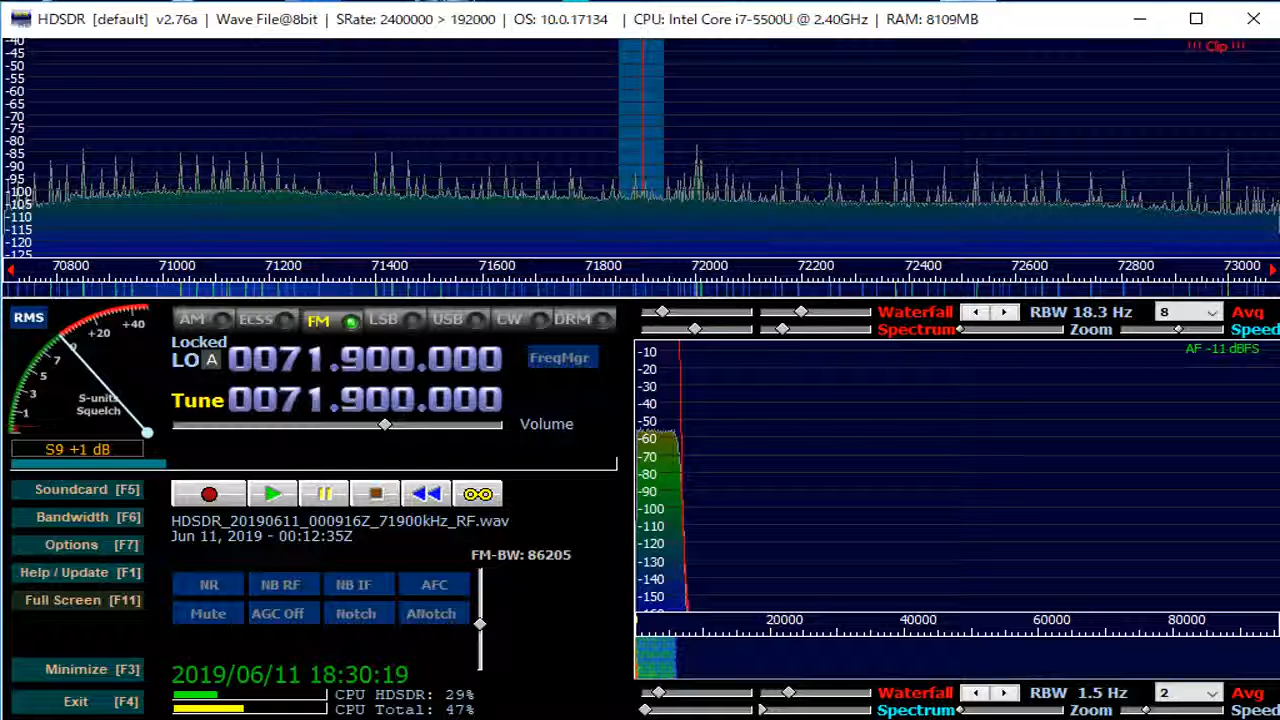 HDSDR [default] v2.76a | Wave File@8bit | SRate: 2400000 > 192000 | OS: 10.0.17134 | CPU: Intel Core i7-5500U @ 2.40GHz | RAM: 8109MB
!!! Clip !!!
-40
-45
-50
-55
-60
-65
-70
-75
-80
-85
-90
-95
-100
-105
-110
-115
-120
-125
70800 71000 71200 71400 71600 71800 72000 72200 72400 72600 72800 73000
RMS
1 3 5 7 9 +20 +40
S-units
Squelch
S9 +1 dB
AM ECSS FM LSB USB CW DRM
Locked
LO A 0071.900.000 FreqMgr
Tune 0071.900.000
Volume
Waterfall RBW 18.3 Hz 8 Avg
Spectrum Zoom Speed
AF -11 dBFS
-10
-20
-30
-40
-50
-60
-70
-80
-90
-100
-110
-120
-130
-140
-150
20000 40000 60000 80000
Soundcard [F5]
Bandwidth [F6]
Options [F7]
Help / Update [F1]
Full Screen [F11]
Minimize [F3]
Exit [F4]
HDSDR_20190611_000916Z_71900kHz_RF.wav
Jun 11, 2019 - 00:12:35Z
FM-BW: 86205
NR NB RF NB IF AFC
Mute AGC Off Notch ANotch
2019/06/11 18:30:19
CPU HDSDR: 29%
CPU Total: 47%
Waterfall RBW 1.5 Hz 2 Avg
Spectrum Zoom Speed